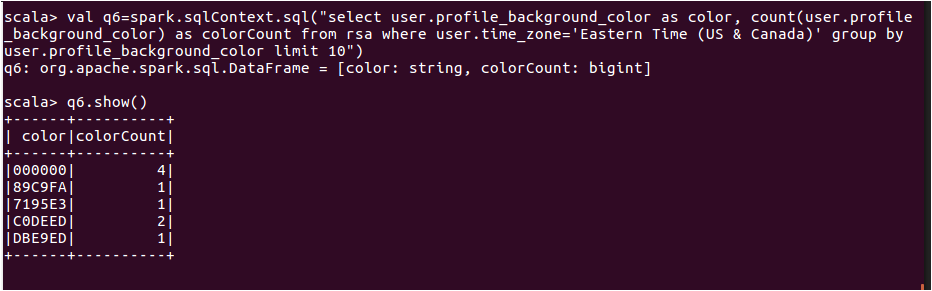 scala> val q6=spark.sqlContext.sql("select user.profile_background_color as color, count(user.profile
_background_color) as colorCount from rsa where user.time_zone='Eastern Time (US & Canada)' group by
user.profile_background_color limit 10")
q6: org.apache.spark.sql.DataFrame = [color: string, colorCount: bigint]
scala> q6.show()
+------+----------+
| color|colorCount|
+------+----------+
|000000|         4|
|89C9FA|         1|
|7195E3|         1|
|C0DEED|         2|
|DBE9ED|         1|
+------+----------+